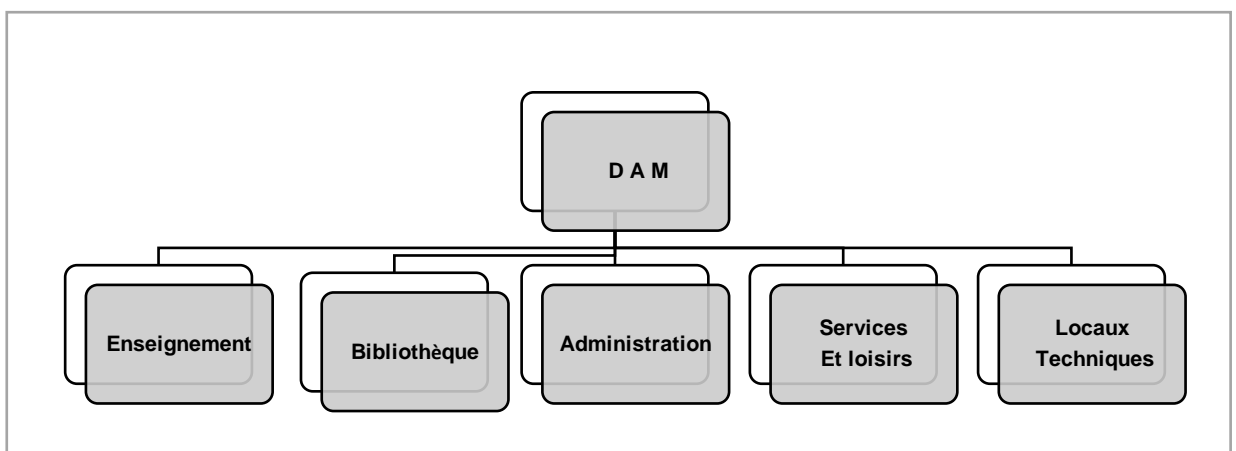 D A M
Enseignement
Bibliothèque
Administration
Services
Et loisirs
Locaux
Techniques